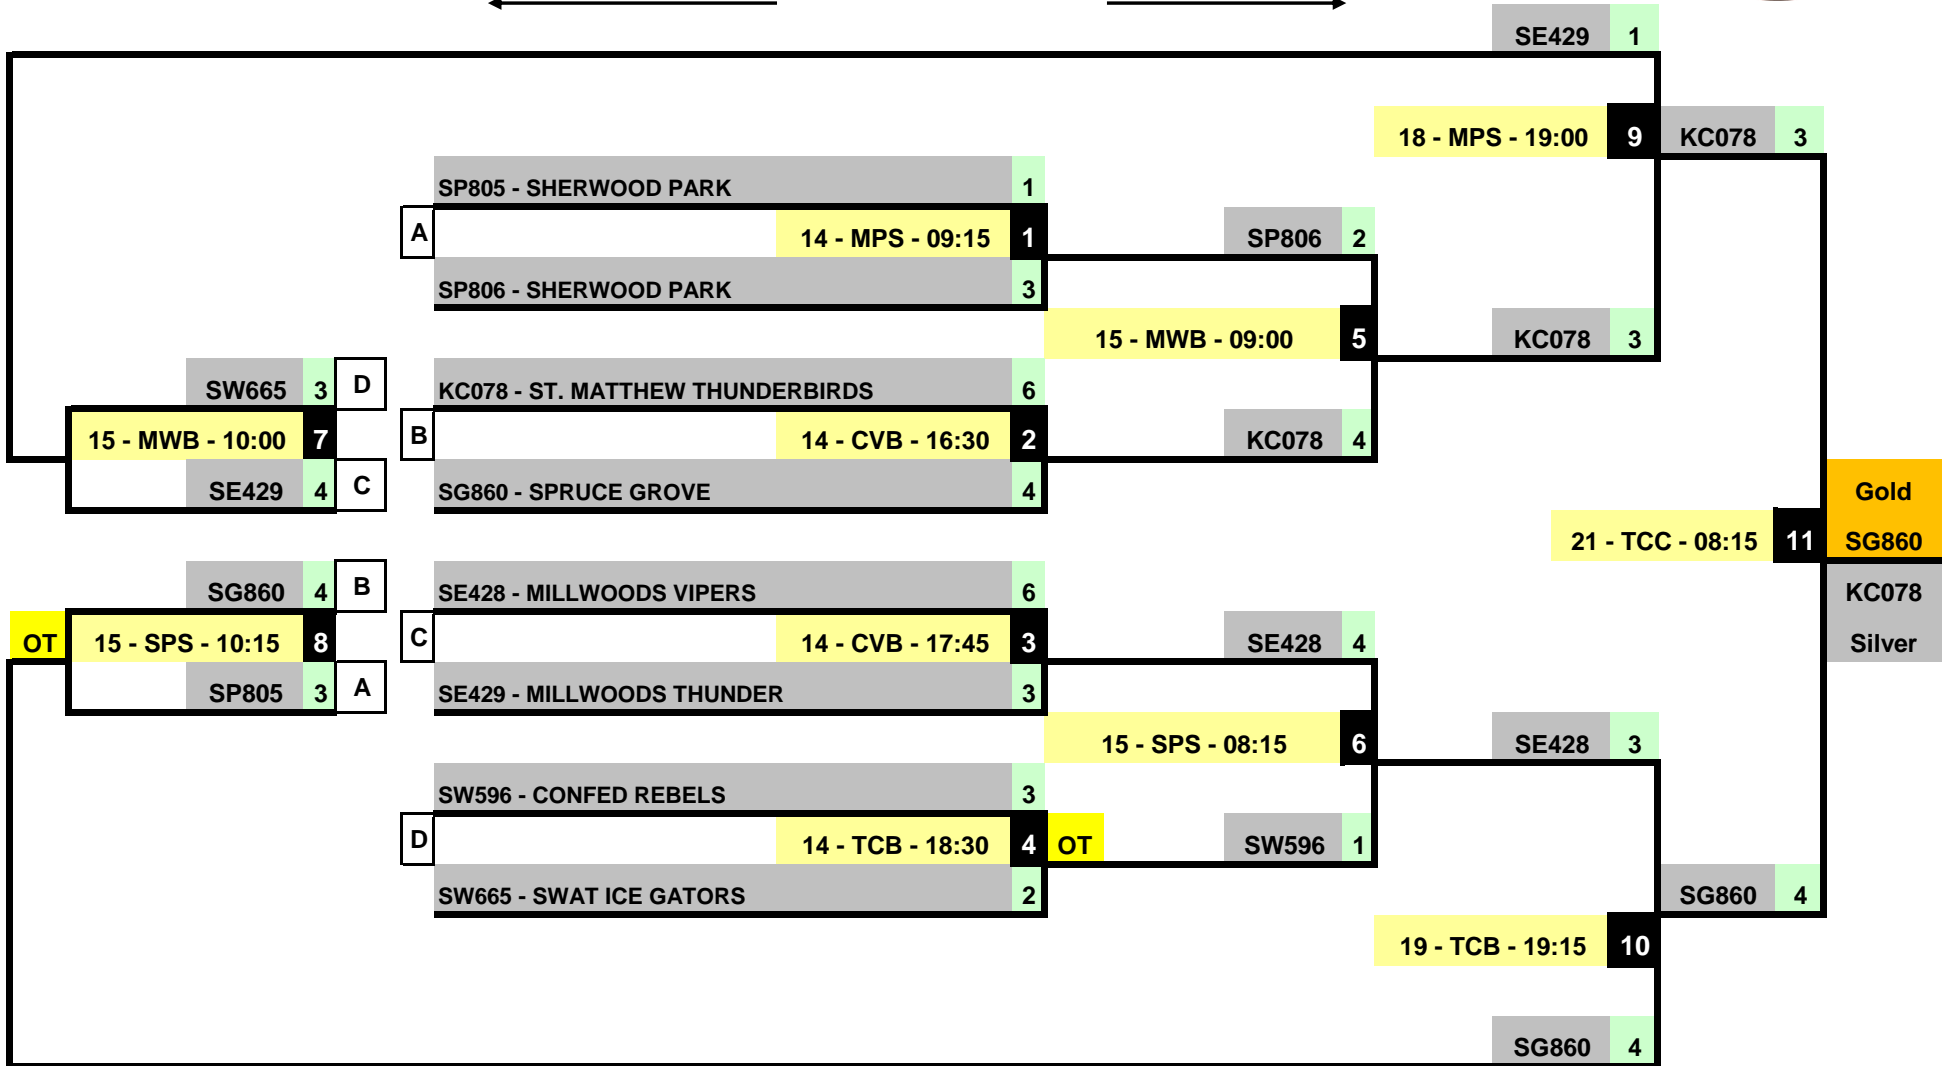 SE429 1
18 - MPS - 19:00 9 KC078 3
SP805 - SHERWOOD PARK 1
A 14 - MPS - 09:15 1 SP806 2
SP806 - SHERWOOD PARK 3
15 - MWB - 09:00 5 KC078 3
SW665 3 D KC078 - ST. MATTHEW THUNDERBIRDS 6
15 - MWB - 10:00 7 B 14 - CVB - 16:30 2 KC078 4
SE429 4 C SG860 - SPRUCE GROVE 4 Gold
21 - TCC - 08:15 11 SG860
SG860 4 B SE428 - MILLWOODS VIPERS 6 KC078
OT 15 - SPS - 10:15 8 C 14 - CVB - 17:45 3 SE428 4 Silver
SP805 3 A SE429 - MILLWOODS THUNDER 3
15 - SPS - 08:15 6 SE428 3
SW596 - CONFED REBELS 3
D 14 - TCB - 18:30 4 OT SW596 1
SW665 - SWAT ICE GATORS 2 SG860 4
19 - TCB - 19:15 10
SG860 4